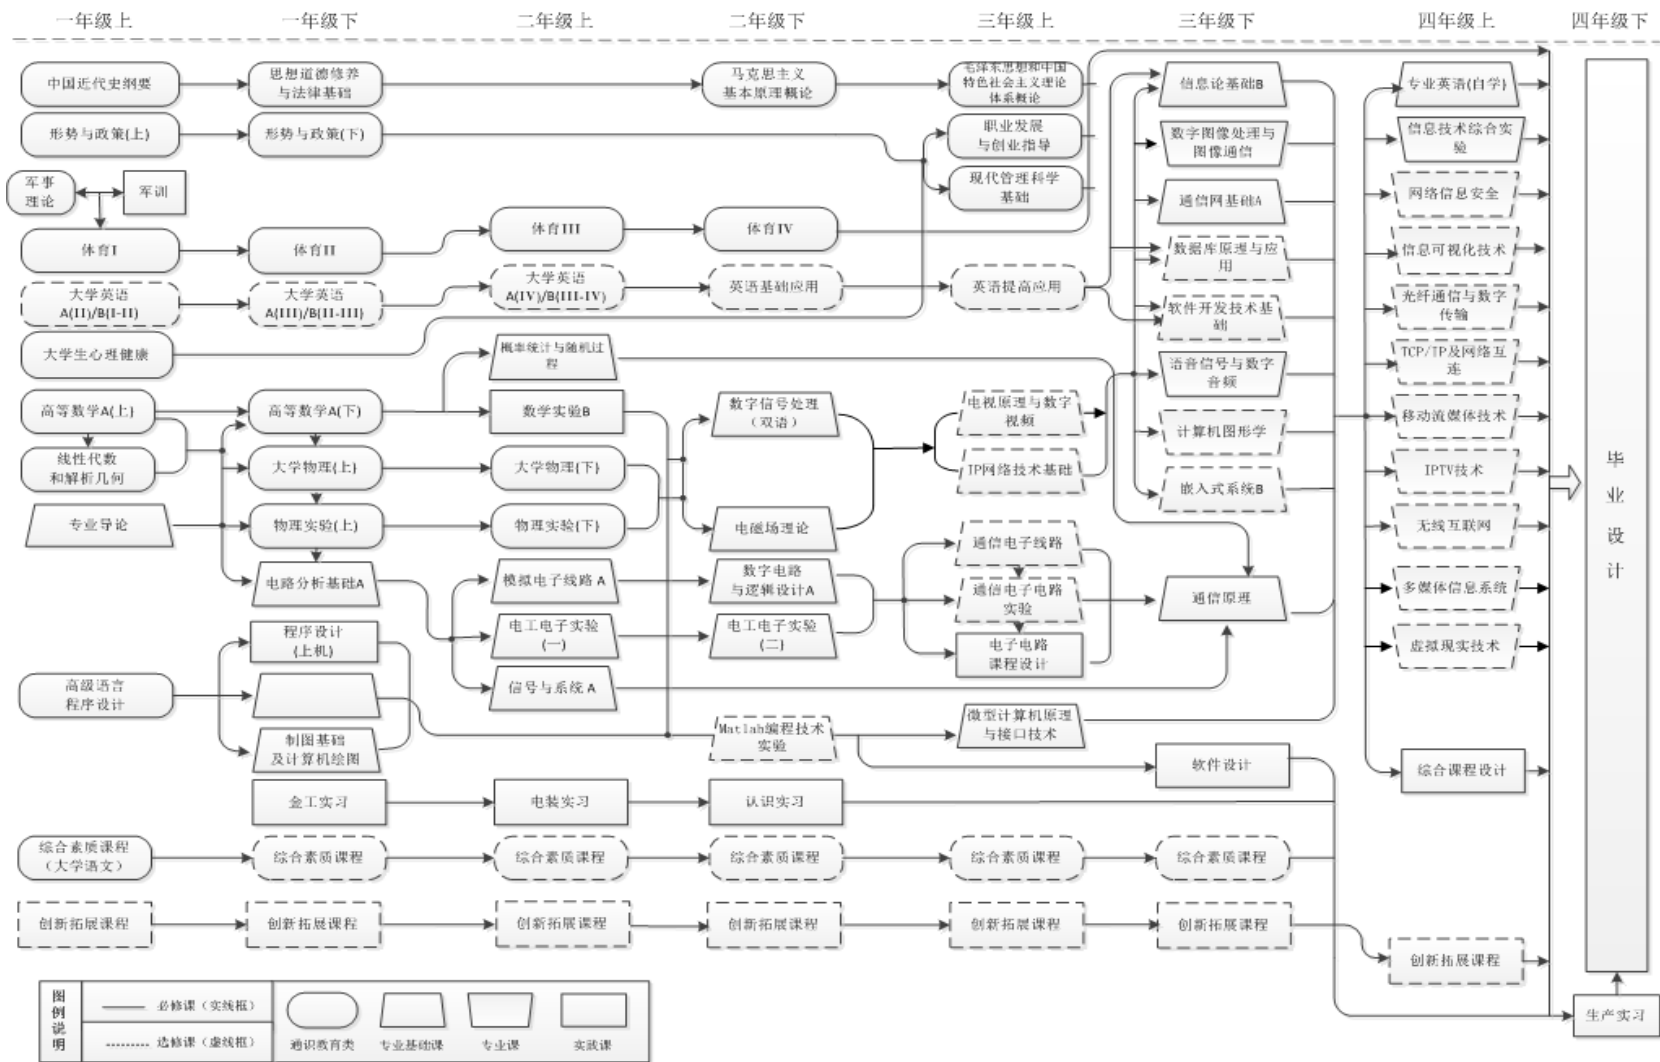 一年级上
一年级下
二年级上
二年级下
三年级上
三年级下
四年级上
四年级下
中国近代史纲要
思想道德修养
与法律基础
马克思主义
基本原理概论
毛泽东思想和中国
特色社会主义理论
体系概论
信息论基础B
专业英语(自学)
形势与政策(上)
形势与政策(下)
职业发展
与创业指导
数字图像处理与
图像通信
信息技术综合实
验
军事
理论
军训
现代管理科学
基础
通信网基础A
网络信息安全
体育I
体育II
体育III
体育IV
数据库原理与应
用
信息可视化技术
大学英语
A(II)/B(I-II)
大学英语
A(III)/B(II-III)
大学英语
A(IV)/B(III-IV)
英语基础应用
英语提高应用
软件开发技术基
础
光纤通信与数字
传输
大学生心理健康
概率统计与随机过
程
语音信号与数字
音频
TCP/IP及网络互
连
高等数学A(上)
高等数学A(下)
数学实验B
数字信号处理
(双语)
电视原理与数字
视频
计算机图形学
移动流媒体技术
线性代数
和解析几何
大学物理(上)
大学物理(下)
IP网络技术基础
嵌入式系统B
IPTV技术
专业导论
物理实验(上)
物理实验(下)
电磁场理论
通信电子线路
无线互联网
电路分析基础A
模拟电子线路 A
数字电路
与逻辑设计A
通信电子电路
实验
通信原理
多媒体信息系统
程序设计
(上机)
电工电子实验
(一)
电工电子实验
(二)
电子电路
课程设计
虚拟现实技术
高级语言
程序设计
信号与系统 A
制图基础
及计算机绘图
Matlab编程技术
实验
微型计算机原理
与接口技术
软件设计
综合课程设计
金工实习
电装实习
认识实习
综合素质课程
(大学语文)
综合素质课程
综合素质课程
综合素质课程
综合素质课程
综合素质课程
创新拓展课程
创新拓展课程
创新拓展课程
创新拓展课程
创新拓展课程
创新拓展课程
创新拓展课程
毕
业
设
计
生产实习
图
例
说
明
必修课(实线框)
选修课(虚线框)
通识教育类
专业基础课
专业课
实践课